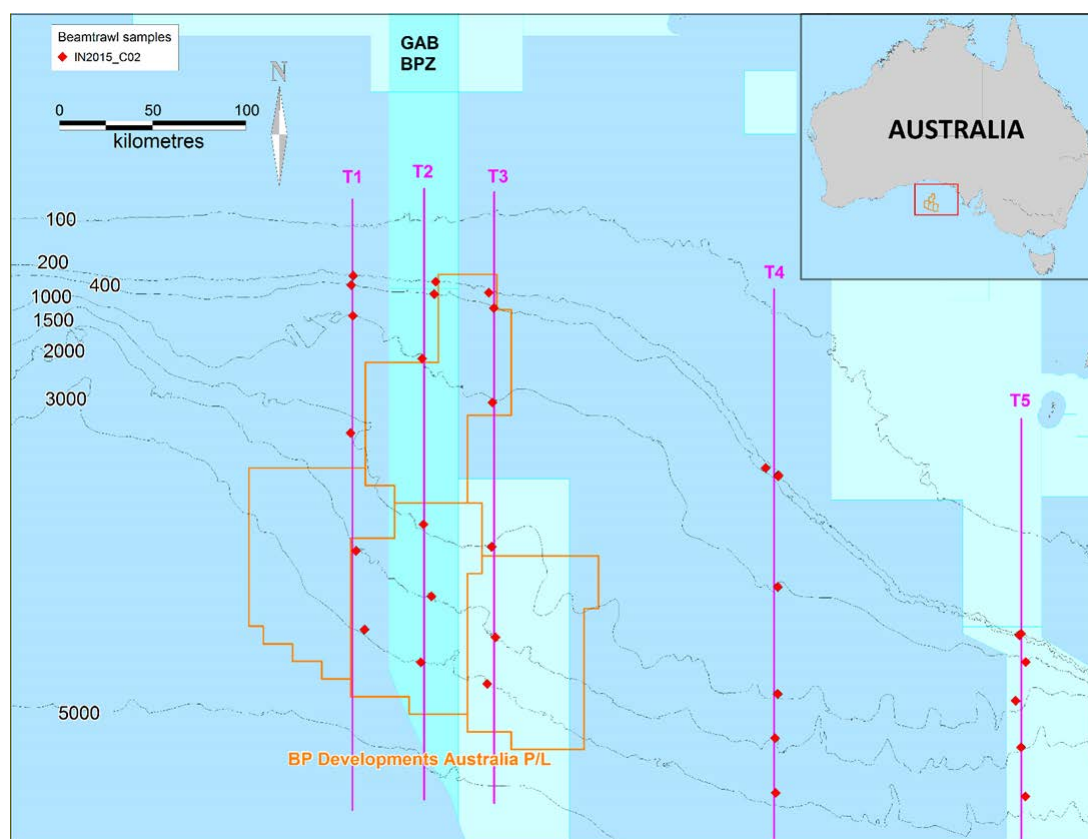 Beamtrawl samples
IN2015_C02
GAB
BPZ
N
0 50 100
kilometres
AUSTRALIA
T1
T2
T3
T4
T5
100
200
400
1000
1500
2000
3000
5000
BP Developments Australia P/L